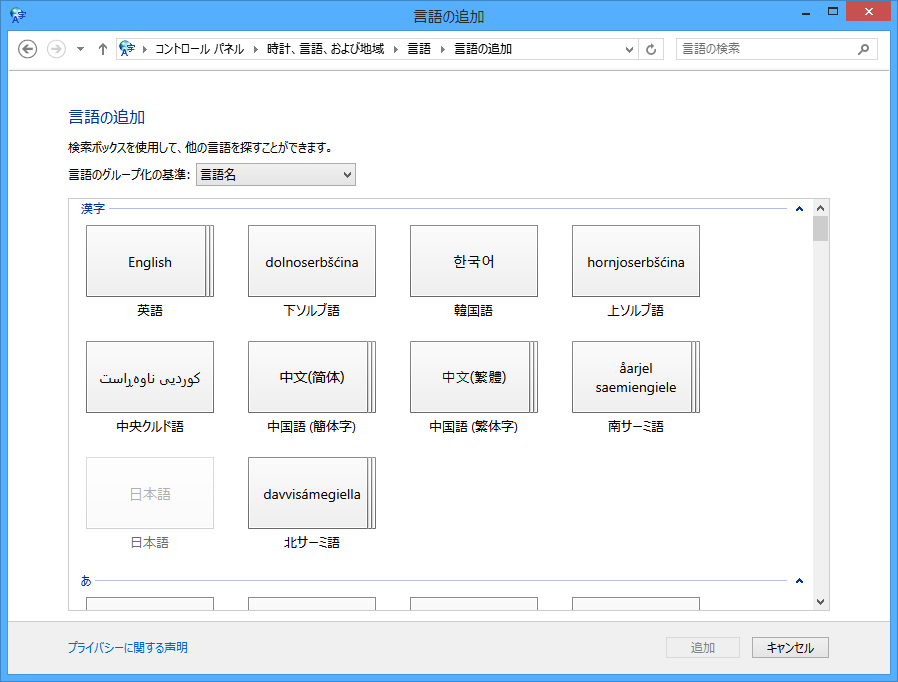 言語の追加
コントロール パネル 時計、言語、および地域 言語 言語の追加
言語の検索
言語の追加
検索ボックスを使用して、他の言語を探すことができます。
言語のグループ化の基準: 言語名
漢字
English
dolnoserbšćina
한국어
hornjoserbšćina
英語
下ソルブ語
韓国語
上ソルブ語
کوردیی ناوەڕاست
中文(简体)
中文(繁體)
åarjel
saemiengiele
中央クルド語
中国語 (簡体字)
中国語 (繁体字)
南サーミ語
日本語
davvisámegiella
日本語
北サーミ語
あ
プライバシーに関する声明
追加
キャンセル